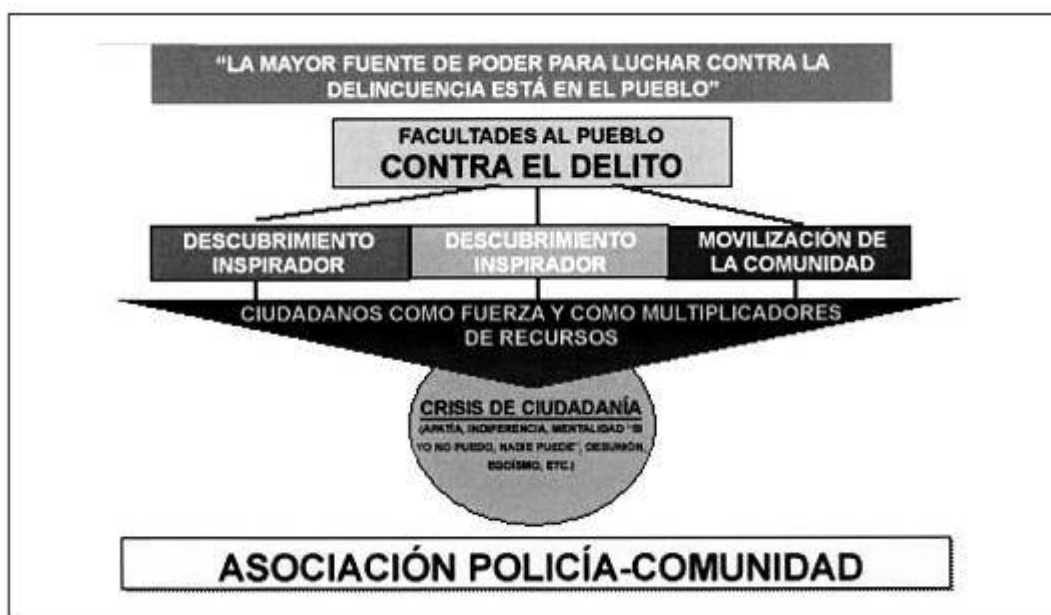 “LA MAYOR FUENTE DE PODER PARA LUCHAR CONTRA LA
DELINCUENCIA ESTÁ EN EL PUEBLO”
FACULTADES AL PUEBLO
CONTRA EL DELITO
DESCUBRIMIENTO
INSPIRADOR
DESCUBRIMIENTO
INSPIRADOR
MOVILIZACIÓN DE
LA COMUNIDAD
CIUDADANOS COMO FUERZA Y COMO MULTIPLICADORES
DE RECURSOS
CRISIS DE CIUDADANÍA
(APATÍA, INDIFERENCIA, MENTALIDAD “SI
YO NO PUEDO, NADIE PUEDE”, DESUNIÓN,
EGOÍSMO, ETC.)
ASOCIACIÓN POLICÍA-COMUNIDAD